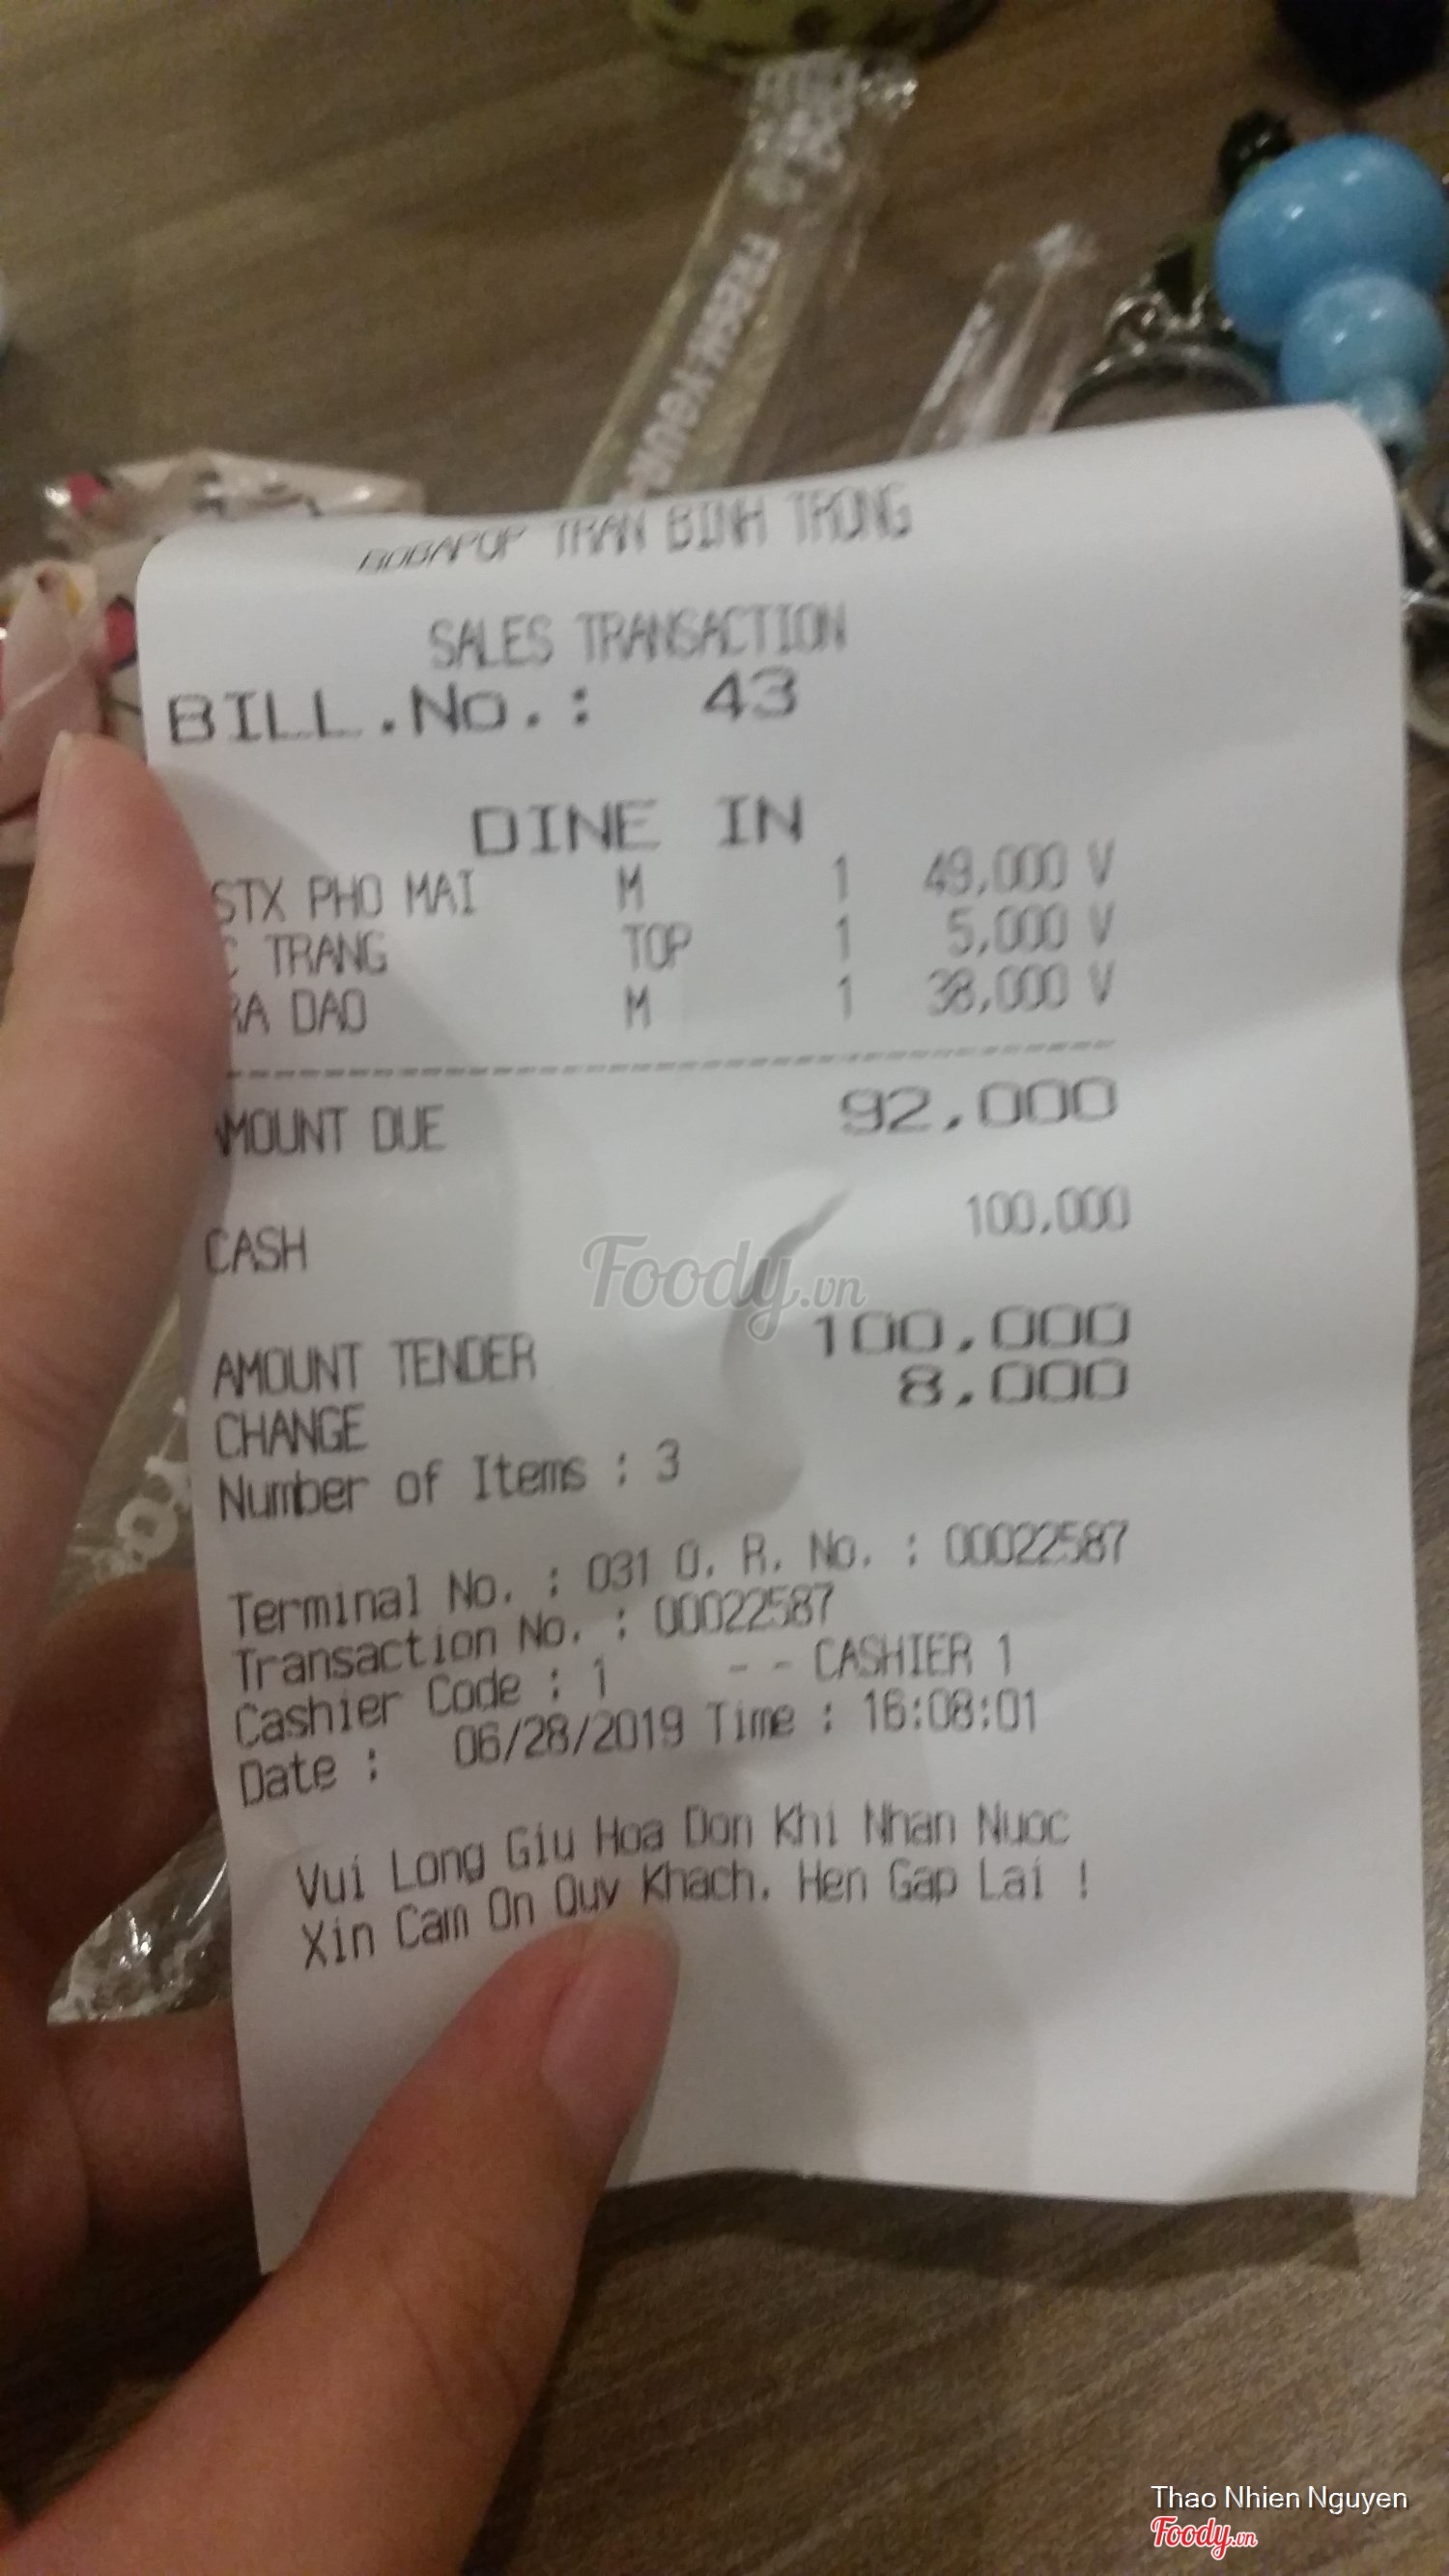 FRESH.YOUR
BOBAPOP TRAN BINH TRONG
SALES TRANSACTION
BILL.No.: 43
DINE IN
STX PHO MAI M 1 49,000 V
C TRANG TOP 1 5,000 V
RA DAO M 1 38,000 V
AMOUNT DUE 92,000
CASH 100,000
Foody.vn
AMOUNT TENDER 100,000
CHANGE 8,000
Number of Items : 3
Terminal No. : 031 O. R. No. : 00022587
Transaction No. : 00022587
Cashier Code : 1 - - CASHIER 1
Date : 06/28/2019 Time : 16:08:01
Vui Long Giu Hoa Don Khi Nhan Nuoc
Xin Cam On Quy Khach. Hen Gap Lai !
Thao Nhien Nguyen
Foody.vn